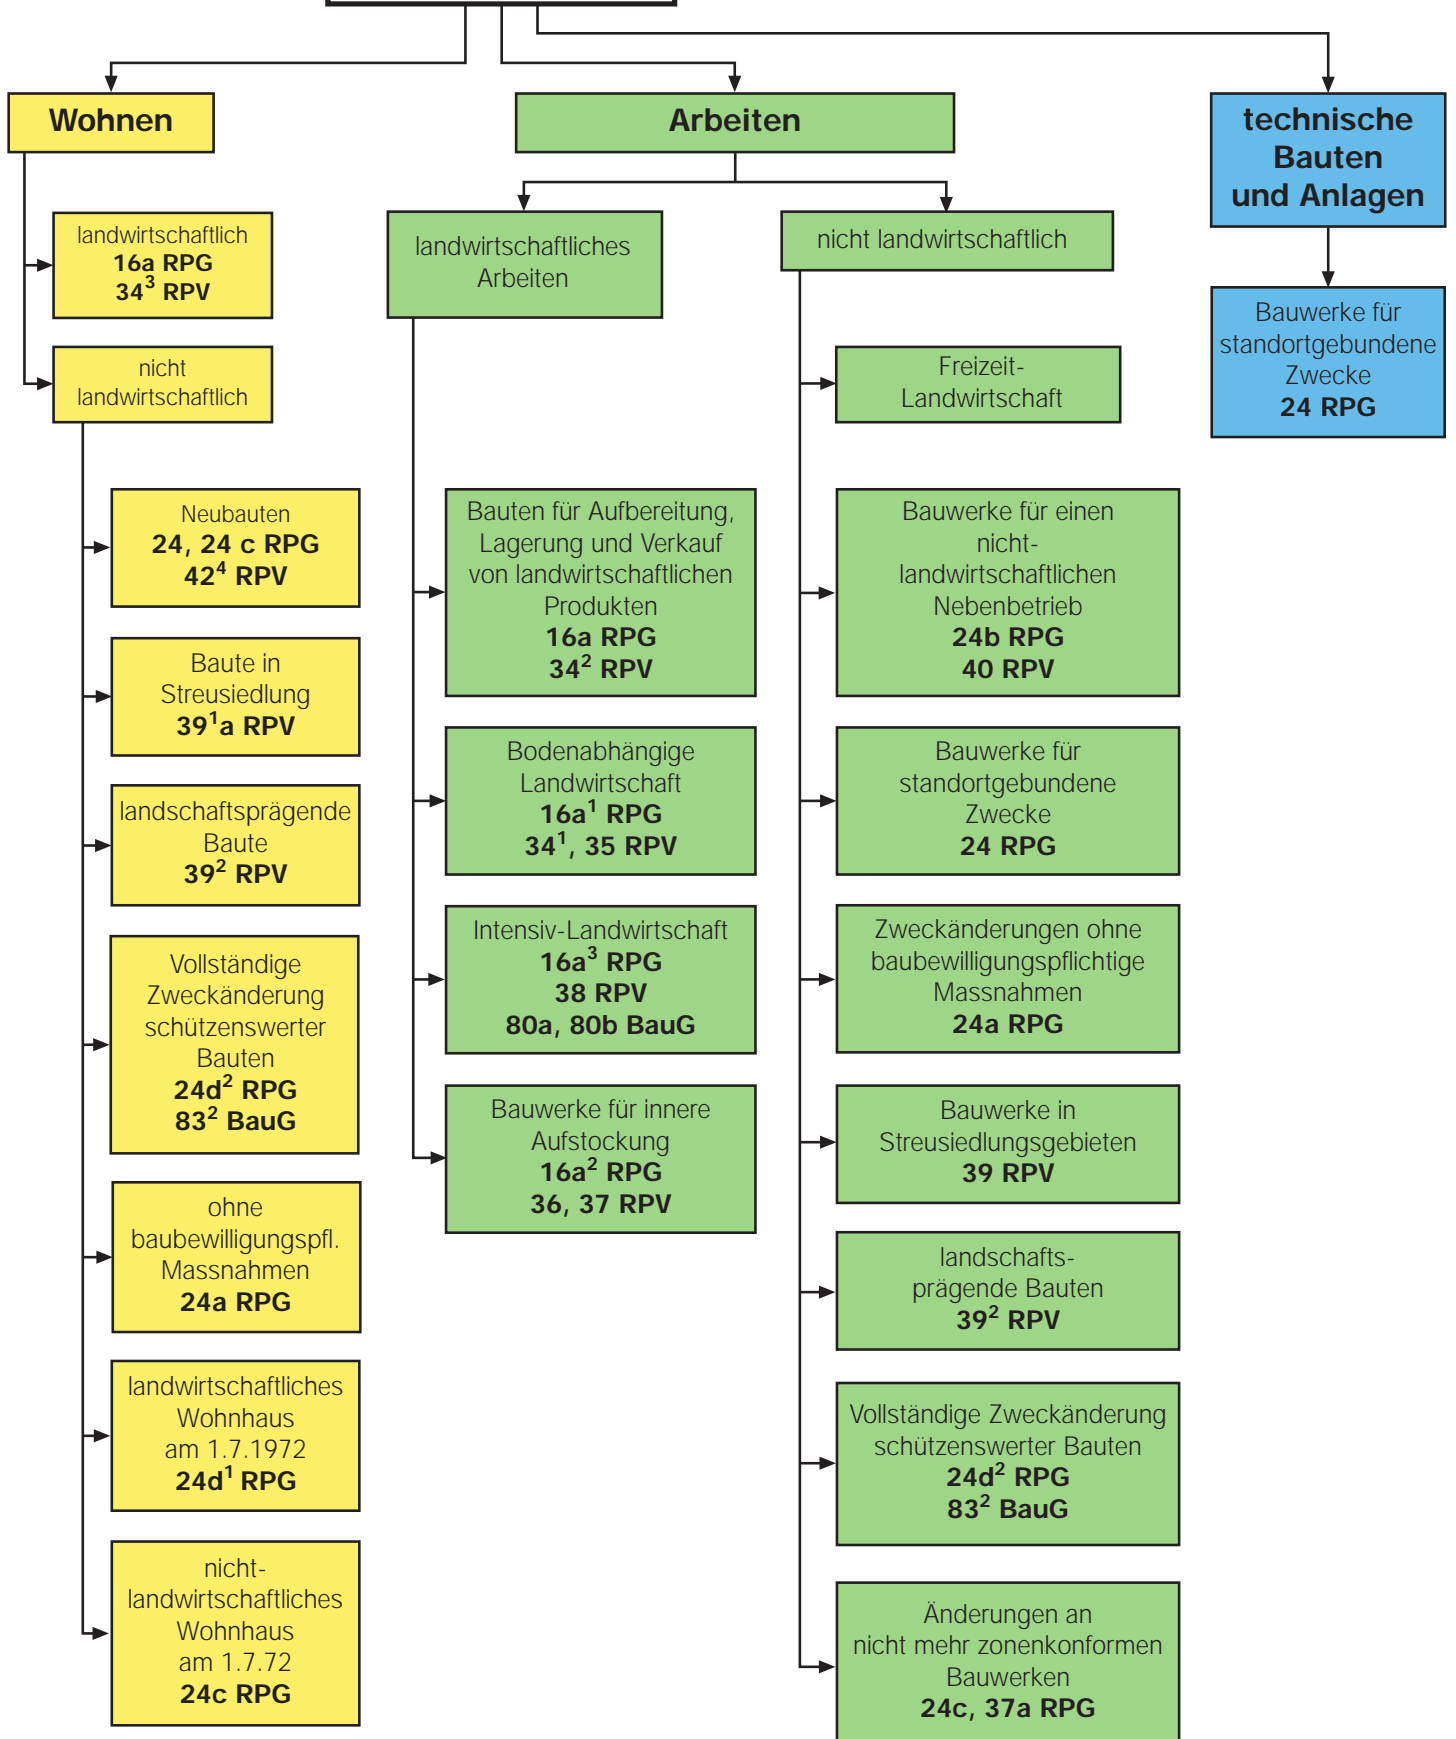 Wohnen
landwirtschaftlich
16a RPG
34³ RPV
nicht
landwirtschaftlich
Neubauten
24, 24 c RPG
42⁴ RPV
Baute in
Streusiedlung
39¹a RPV
landschaftsprägende
Baute
39² RPV
Vollständige
Zweckänderung
schützenswerter
Bauten
24d² RPG
83² BauG
ohne
baubewilligungspfl.
Massnahmen
24a RPG
landwirtschaftliches
Wohnhaus
am 1.7.1972
24d¹ RPG
nicht-
landwirtschaftliches
Wohnhaus
am 1.7.72
24c RPG
Arbeiten
landwirtschaftliches
Arbeiten
Bauten für Aufbereitung,
Lagerung und Verkauf
von landwirtschaftlichen
Produkten
16a RPG
34² RPV
Bodenabhängige
Landwirtschaft
16a¹ RPG
34¹, 35 RPV
Intensiv-Landwirtschaft
16a³ RPG
38 RPV
80a, 80b BauG
Bauwerke für innere
Aufstockung
16a² RPG
36, 37 RPV
nicht landwirtschaftlich
Freizeit-
Landwirtschaft
Bauwerke für einen
nicht-
landwirtschaftlichen
Nebenbetrieb
24b RPG
40 RPV
Bauwerke für
standortgebundene
Zwecke
24 RPG
Zweckänderungen ohne
baubewilligungspflichtige
Massnahmen
24a RPG
Bauwerke in
Streusiedlungsgebieten
39 RPV
landschafts-
prägende Bauten
39² RPV
Vollständige Zweckänderung
schützenswerter Bauten
24d² RPG
83² BauG
Änderungen an
nicht mehr zonenkonformen
Bauwerken
24c, 37a RPG
technische
Bauten
und Anlagen
Bauwerke für
standortgebundene
Zwecke
24 RPG